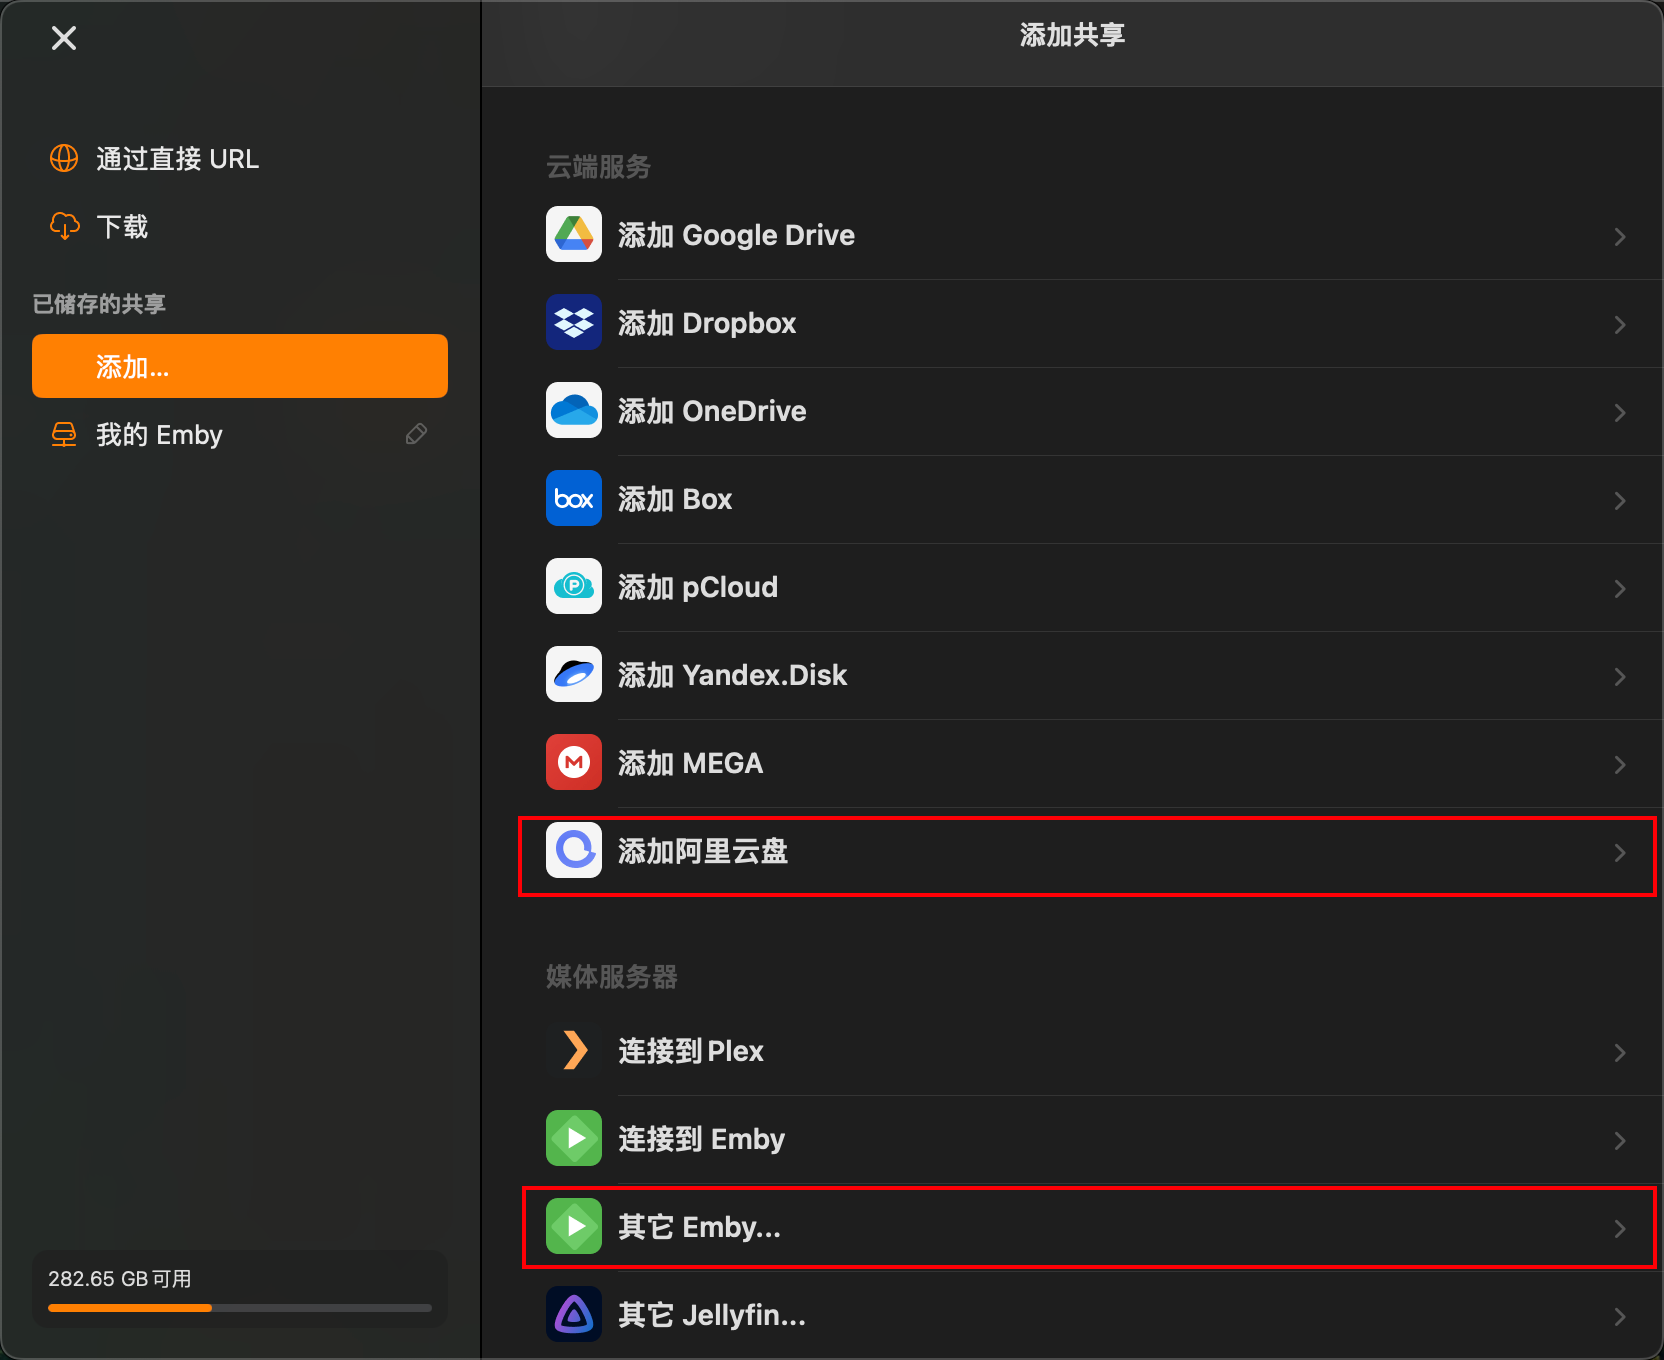 添加共享
通过直接 URL
下载
已储存的共享
添加...
我的 Emby
282.65 GB可用
云端服务
添加 Google Drive
添加 Dropbox
添加 OneDrive
box
添加 Box
P
添加 pCloud
添加 Yandex.Disk
M
添加 MEGA
添加阿里云盘
媒体服务器
连接到 Plex
连接到 Emby
其它 Emby...
其它 Jellyfin...